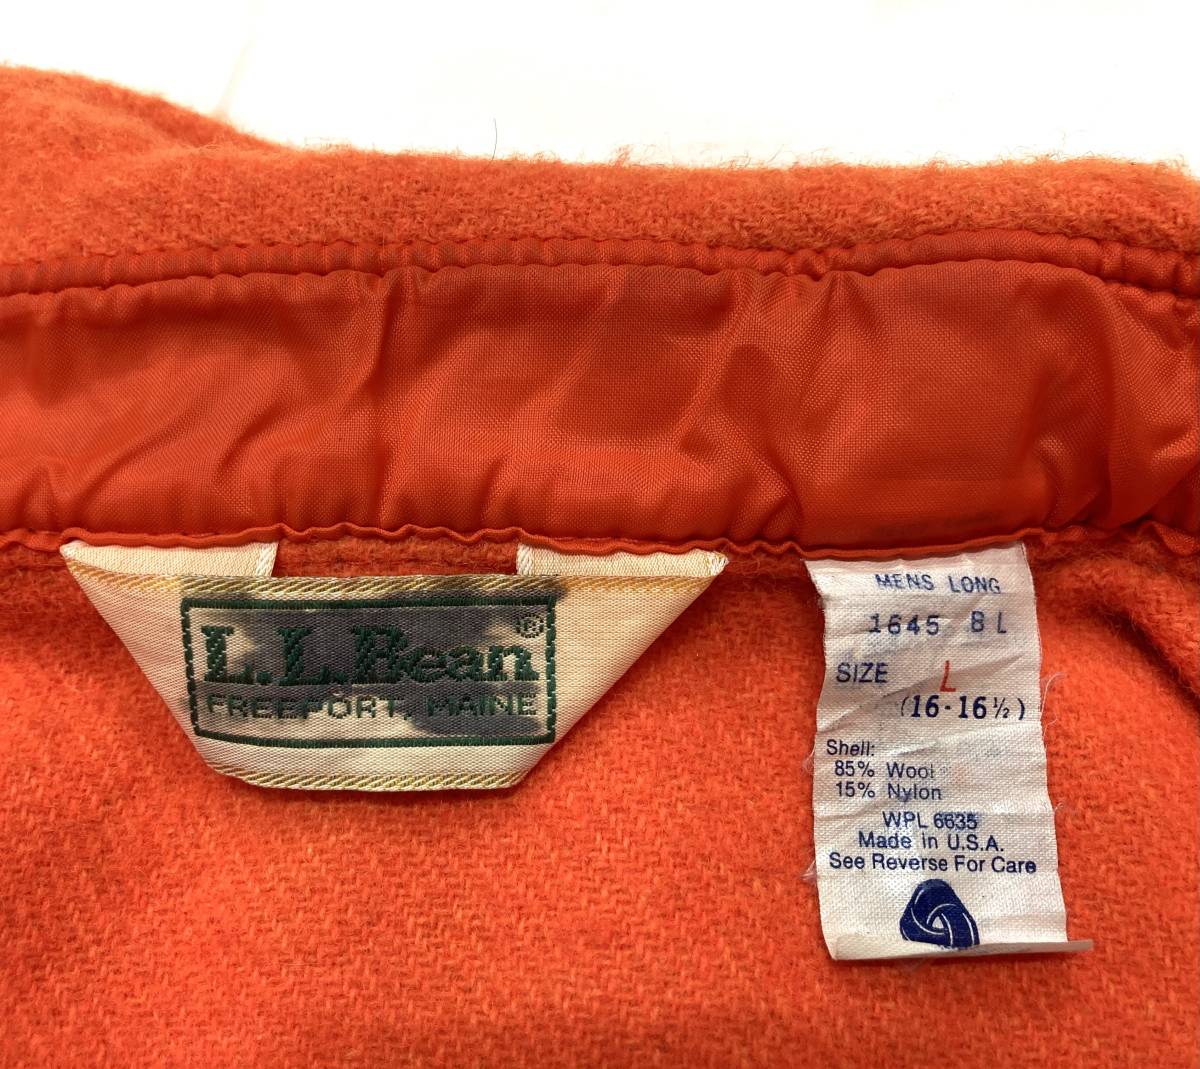 L.L.Bean®
FREEPORT, MAINE
MENS LONG
1645 BL
SIZE L
(16-16½)
Shell:
85% Wool
15% Nylon
WPL 6635
Made in U.S.A.
See Reverse For Care